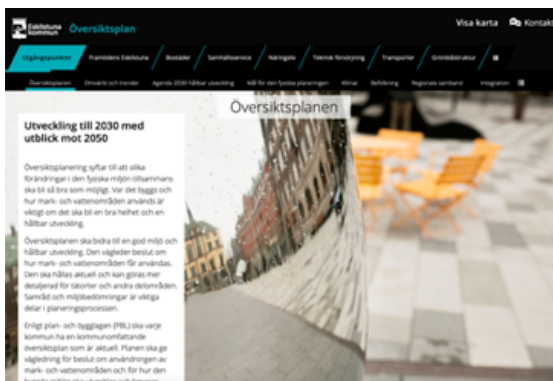 Eskilstuna
kommun
Översiktsplan
Visa karta
Kontakt
Utgångspunkter
Framtidens Eskilstuna
Bostäder
Samhällsservice
Näringsliv
Teknisk försörjning
Transporter
Grönblåstruktur
Översiktsplanen
Omvärld och trender
Agenda 2030 hållbar utveckling
Mål för den fysiska planeringen
Klimat
Befolkning
Regionala samband
Integration
Översiktsplanen
Utveckling till 2030 med
utblick mot 2050
Översiktsplanering syftar till att olika
förändringar i den fysiska miljön tillsammans
ska bli så bra som möjligt. Var det byggs och
hur mark- och vattenområden används är
viktigt om det ska bli en bra helhet och en
hållbar utveckling.
Översiktsplanen ska bidra till en god miljö och
hållbar utveckling. Den vägleder beslut om
hur mark- och vattenområden får användas.
Den ska hållas aktuell och kan göras mer
detaljerad för tätorter och andra delområden.
Samråd och miljöbedömningar är viktiga
delar i planeringsprocessen.
Enligt plan- och bygglagen (PBL) ska varje
kommun ha en kommunomfattande
översiktsplan som är aktuell. Planen ska ge
vägledning för beslut om användningen av
mark- och vattenområden och för hur den